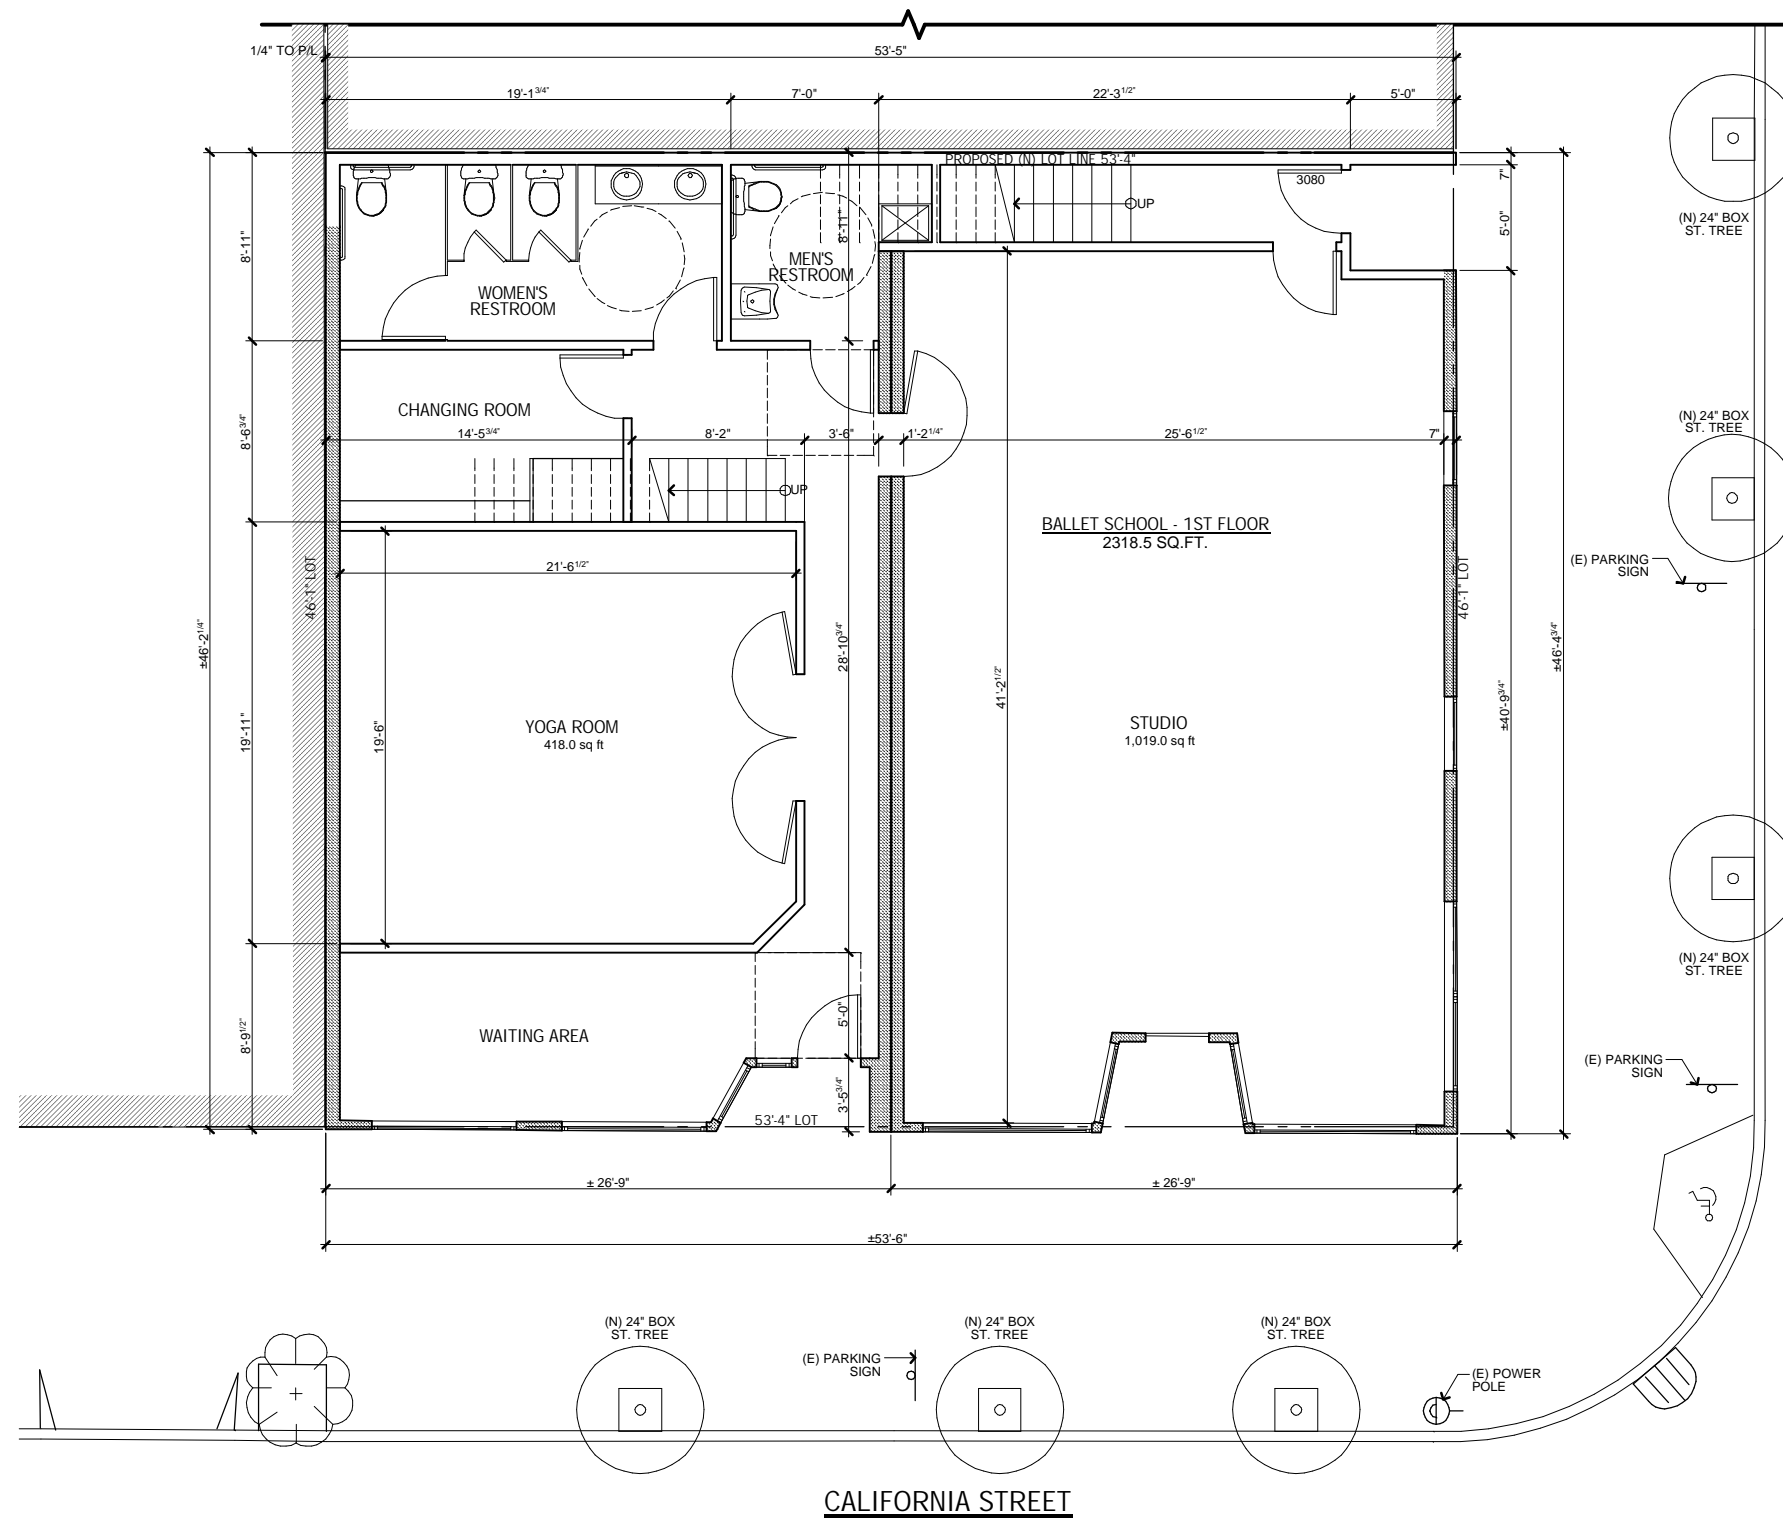 1/4" TO P/L
53'-5"
19'-1 3/4"
7'-0"
22'-3 1/2"
5'-0"
PROPOSED (N) LOT LINE 53'-4"
3080
7"
UP
(N) 24" BOX
ST. TREE
5'-0"
8'-11"
8'-11"
MEN'S
RESTROOM
WOMEN'S
RESTROOM
CHANGING ROOM
(N) 24" BOX
ST. TREE
8'-6 3/4"
14'-5 3/4"
8'-2"
3'-6"
1'-2 1/4"
25'-6 1/2"
7"
UP
BALLET SCHOOL - 1ST FLOOR
2318.5 SQ.FT.
(E) PARKING
SIGN
21'-6 1/2"
46'-1" LOT
46'-1" LOT
±46'-2 1/4"
28'-10 3/4"
±46'-4 3/4"
41'-2 1/2"
±40'-9 3/4"
19'-11"
19'-6"
YOGA ROOM
418.0 sq ft
STUDIO
1,019.0 sq ft
(N) 24" BOX
ST. TREE
5'-0"
8'-9 1/2"
WAITING AREA
(E) PARKING
SIGN
3'-5 3/4"
53'-4" LOT
± 26'-9"
± 26'-9"
±53'-6"
(N) 24" BOX
ST. TREE
(N) 24" BOX
ST. TREE
(N) 24" BOX
ST. TREE
(E) PARKING
SIGN
(E) POWER
POLE
CALIFORNIA STREET